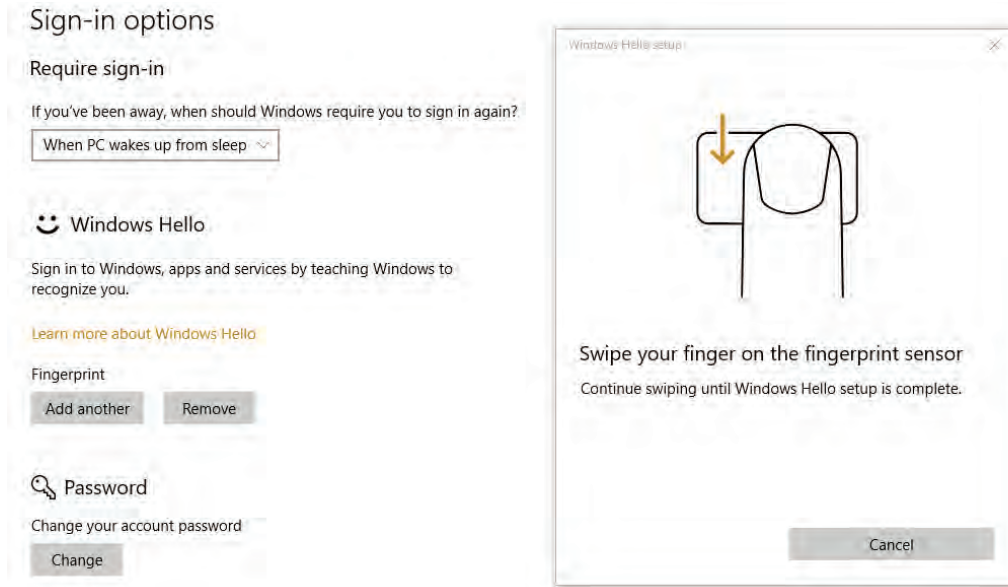 Sign-in options
Require sign-in
If you've been away, when should Windows require you to sign in again?
When PC wakes up from sleep
Windows Hello
Sign in to Windows, apps and services by teaching Windows to
recognize you.
Learn more about Windows Hello
Fingerprint
Add another Remove
Password
Change your account password
Change
Windows Hello setup
Swipe your finger on the fingerprint sensor
Continue swiping until Windows Hello setup is complete.
Cancel